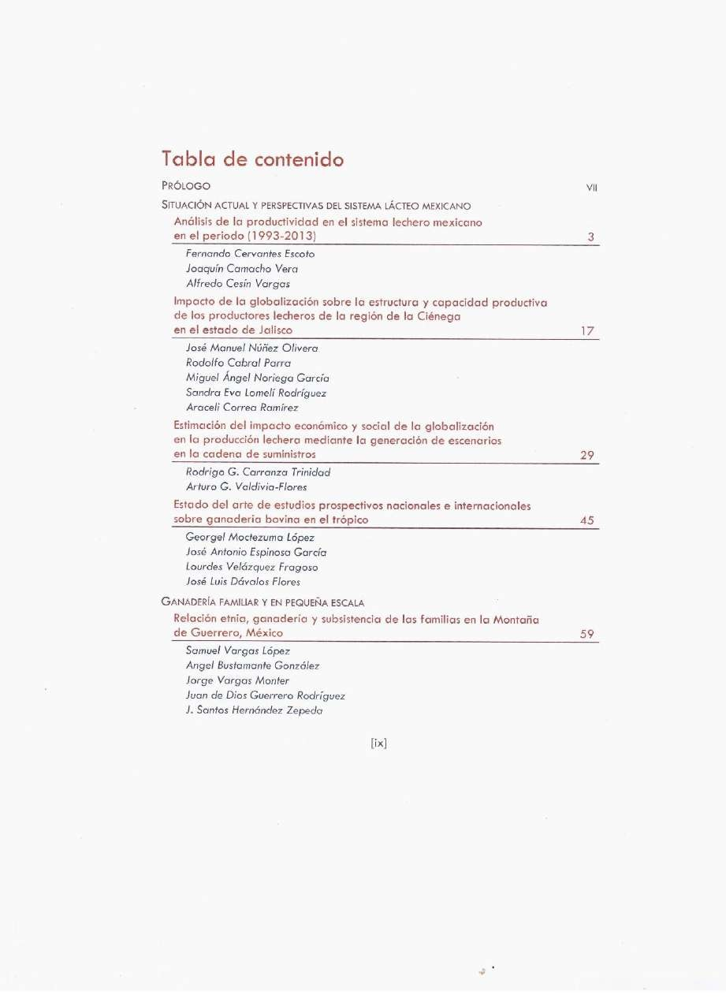 Tabla de contenido
PRÓLOGO VII
SITUACIÓN ACTUAL Y PERSPECTIVAS DEL SISTEMA LÁCTEO MEXICANO
Análisis de la productividad en el sistema lechero mexicano
en el periodo (1993-2013) 3
Fernando Cervantes Escoto
Joaquín Camacho Vera
Alfredo Cesín Vargas
Impacto de la globalización sobre la estructura y capacidad productiva
de los productores lecheros de la región de la Ciénega
en el estado de Jalisco 17
José Manuel Núñez Olivera
Rodolfo Cabral Parra
Miguel Ángel Noriega García
Sandra Eva Lomelí Rodríguez
Araceli Correa Ramírez
Estimación del impacto económico y social de la globalización
en la producción lechera mediante la generación de escenarios
en la cadena de suministros 29
Rodrigo G. Carranza Trinidad
Arturo G. Valdivia-Flores
Estado del arte de estudios prospectivos nacionales e internacionales
sobre ganadería bovina en el trópico 45
Georgel Moctezuma López
José Antonio Espinosa García
Lourdes Velázquez Fragoso
José Luis Dávalos Flores
GANADERÍA FAMILIAR Y EN PEQUEÑA ESCALA
Relación etnia, ganadería y subsistencia de las familias en la Montaña
de Guerrero, México 59
Samuel Vargas López
Angel Bustamante González
Jorge Vargas Monter
Juan de Dios Guerrero Rodríguez
J. Santos Hernández Zepeda
[ix]